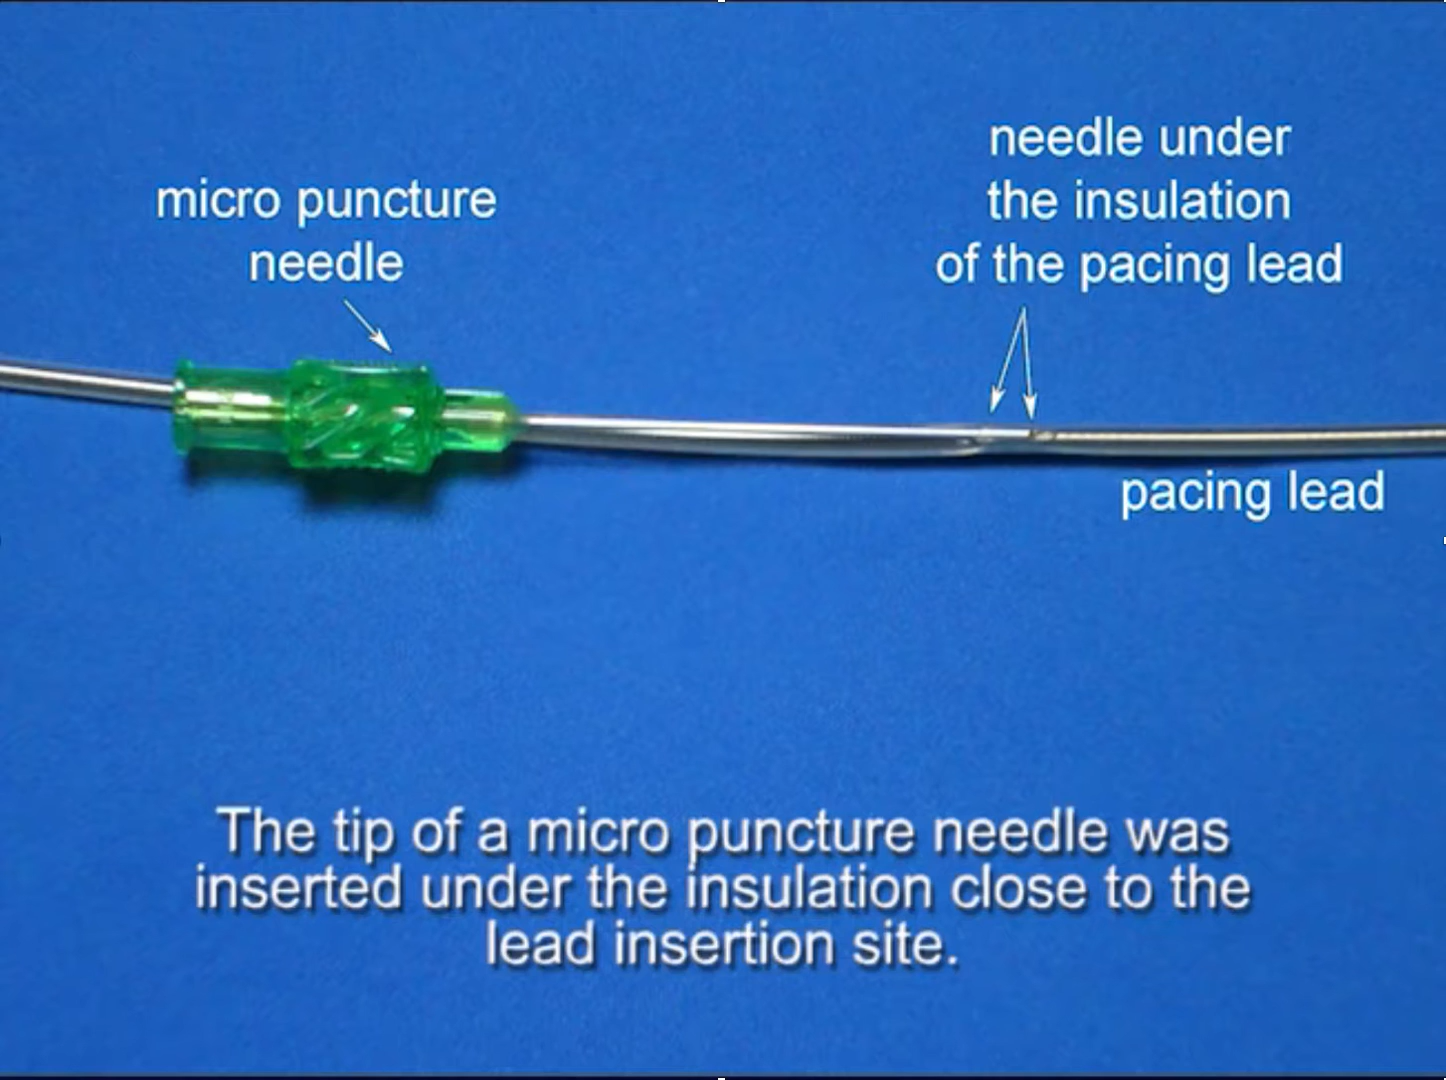 micro puncture
needle
needle under
the insulation
of the pacing lead
pacing lead
The tip of a micro puncture needle was
inserted under the insulation close to the
lead insertion site.